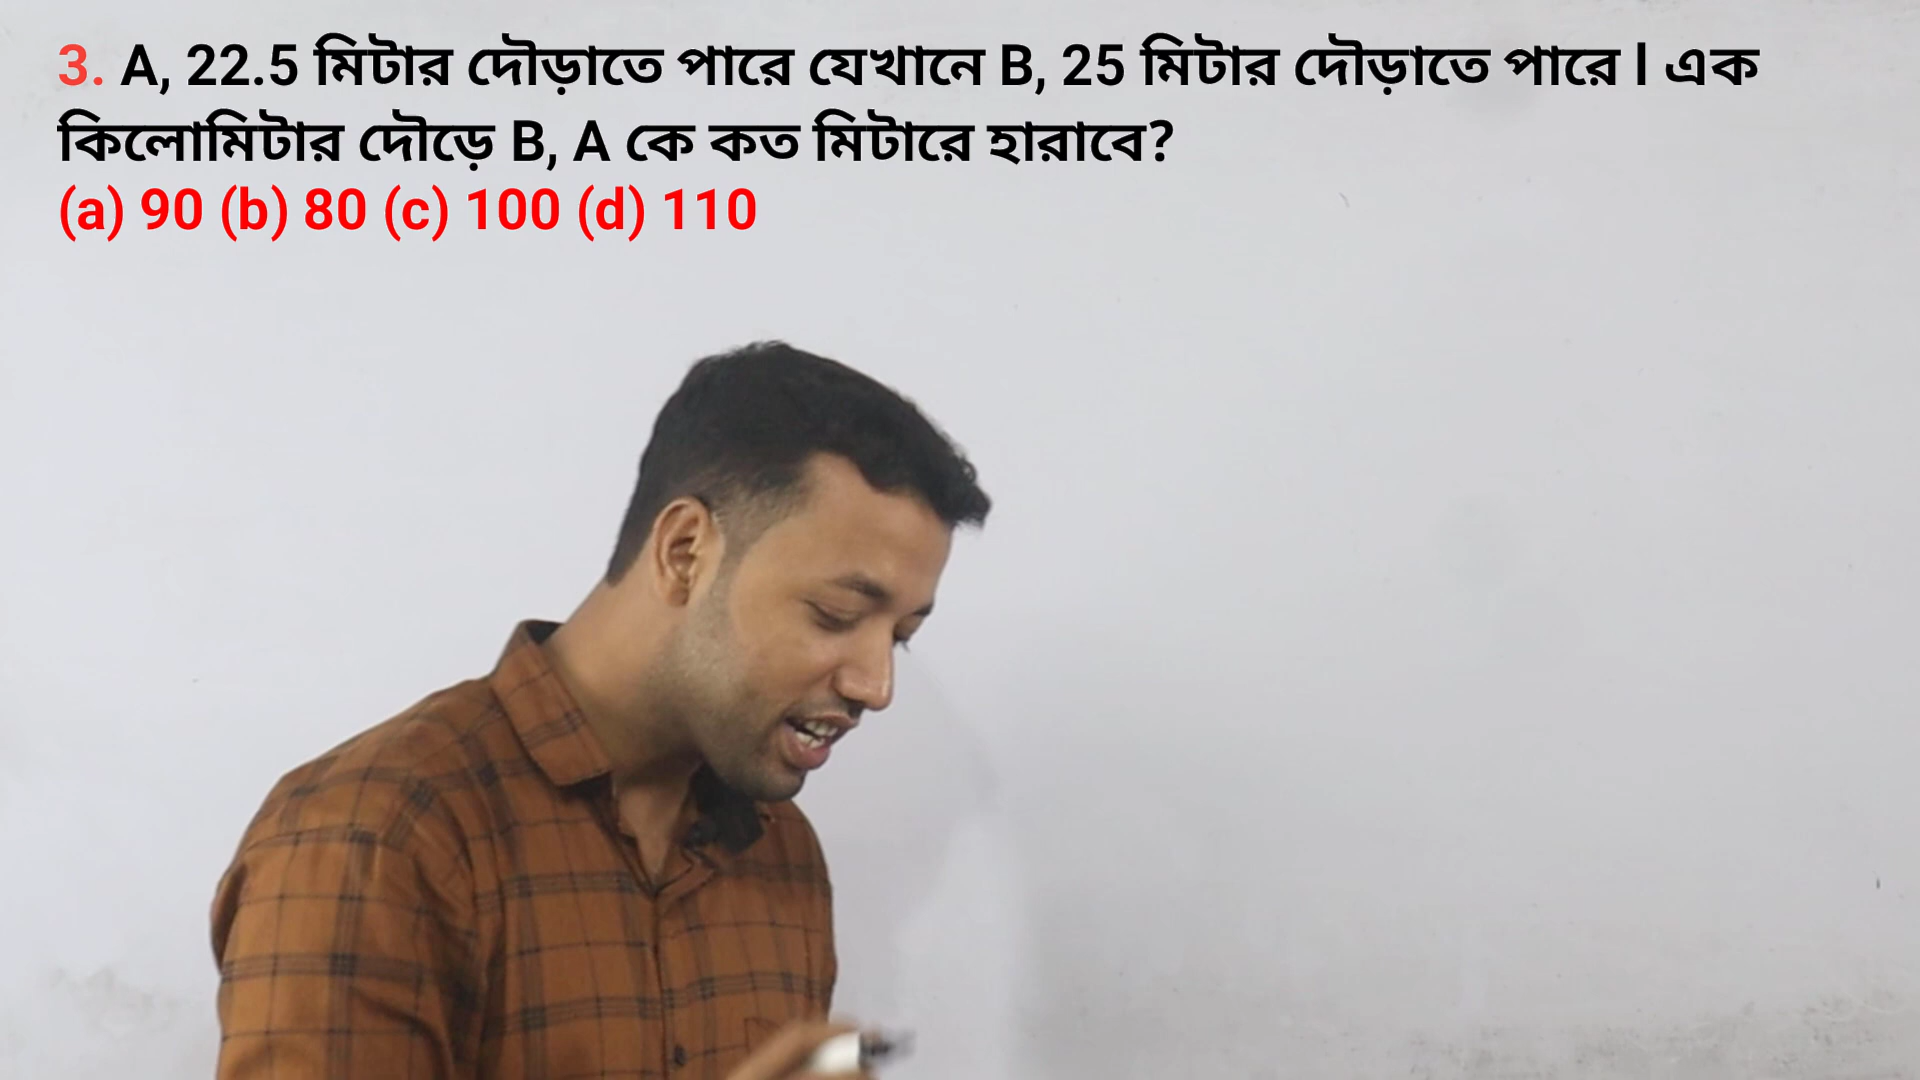 3. A, 22.5 মিটার দৌড়াতে পারে যেখানে B, 25 মিটার দৌড়াতে পারে l এক
কিলোমিটার দৌড়ে B, A কে কত মিটারে হারাবে?
(a) 90 (b) 80 (c) 100 (d) 110